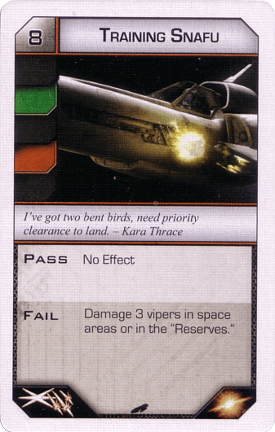 8 TRAINING SNAFU
I've got two bent birds, need priority
clearance to land. – Kara Thrace
PASS No Effect
FAIL Damage 3 vipers in space
areas or in the "Reserves."